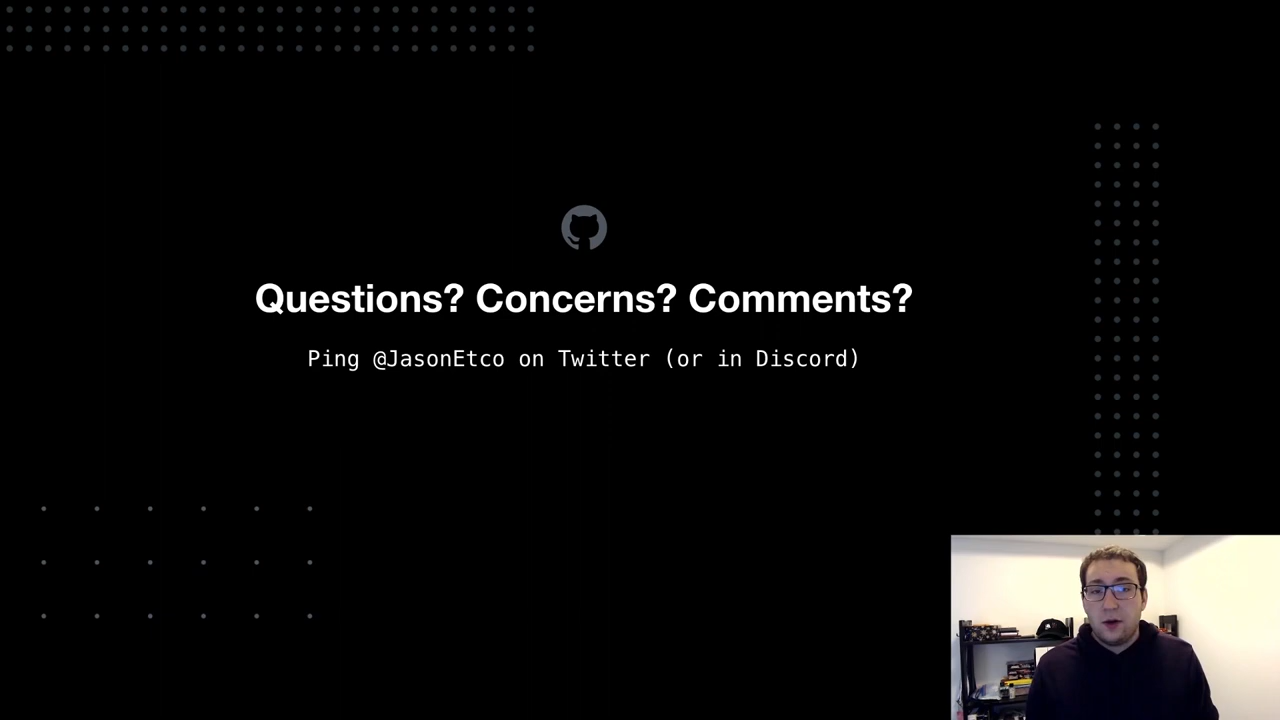 Questions? Concerns? Comments?
Ping @JasonEtco on Twitter (or in Discord)